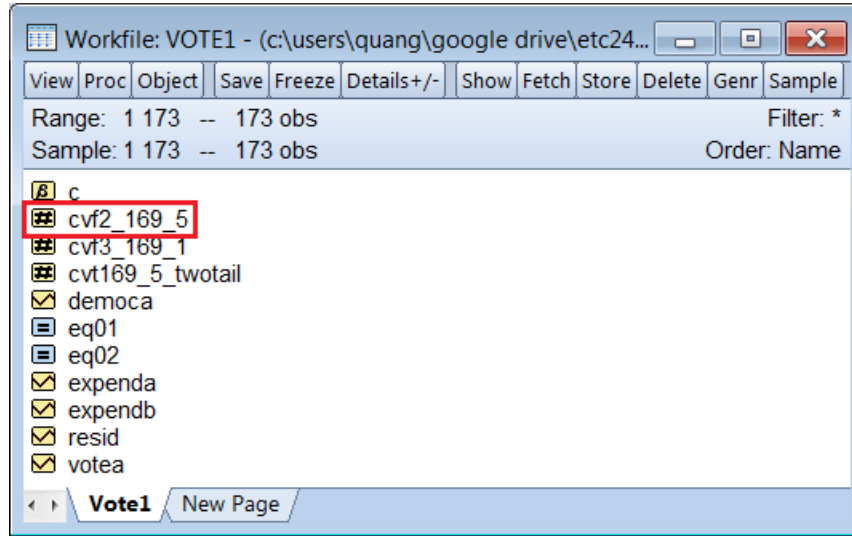 Workfile: VOTE1 - (c:\users\quang\google drive\etc24...
View Proc Object Save Freeze Details+/- Show Fetch Store Delete Genr Sample
Range: 1 173 -- 173 obs Filter: *
Sample: 1 173 -- 173 obs Order: Name
β c
cvf2_169_5
cvf3_169_1
cvt169_5_twotail
democa
eq01
eq02
expenda
expendb
resid
votea
Vote1 New Page